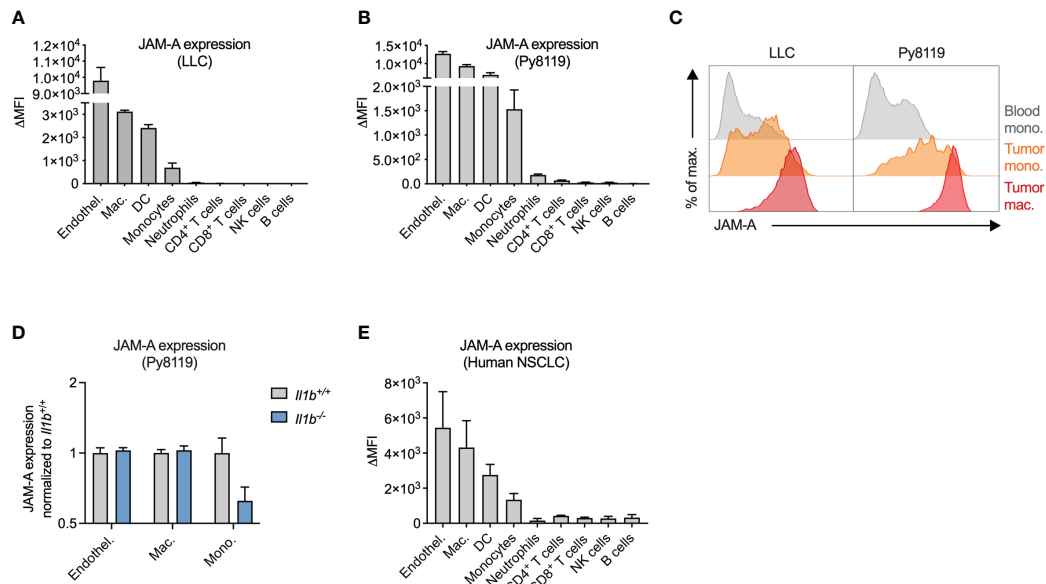 A
JAM-A expression
(LLC)
ΔMFI
1.2×10⁴
1.1×10⁴
1.0×10⁴
9.0×10³
3×10³
2×10³
1×10³
0
Endothel.
Mac.
DC
Monocytes
Neutrophils
CD4⁺ T cells
CD8⁺ T cells
NK cells
B cells
B
JAM-A expression
(Py8119)
ΔMFI
1.5×10⁴
1.0×10⁴
5.0×10³
2.0×10³
1.5×10³
1.0×10³
5.0×10²
0.0
Endothel.
Mac.
DC
Monocytes
Neutrophils
CD4⁺ T cells
CD8⁺ T cells
NK cells
B cells
C
LLC
Py8119
% of max.
Blood
mono.
Tumor
mono.
Tumor
mac.
JAM-A
D
JAM-A expression
(Py8119)
JAM-A expression
normalized to Il1b⁺/⁺
2
1
0.5
Endothel.
Mac.
Mono.
Il1b⁺/⁺
Il1b⁻/⁻
E
JAM-A expression
(Human NSCLC)
ΔMFI
8×10³
6×10³
4×10³
2×10³
0
Endothel.
Mac.
DC
Monocytes
Neutrophils
CD4⁺ T cells
CD8⁺ T cells
NK cells
B cells